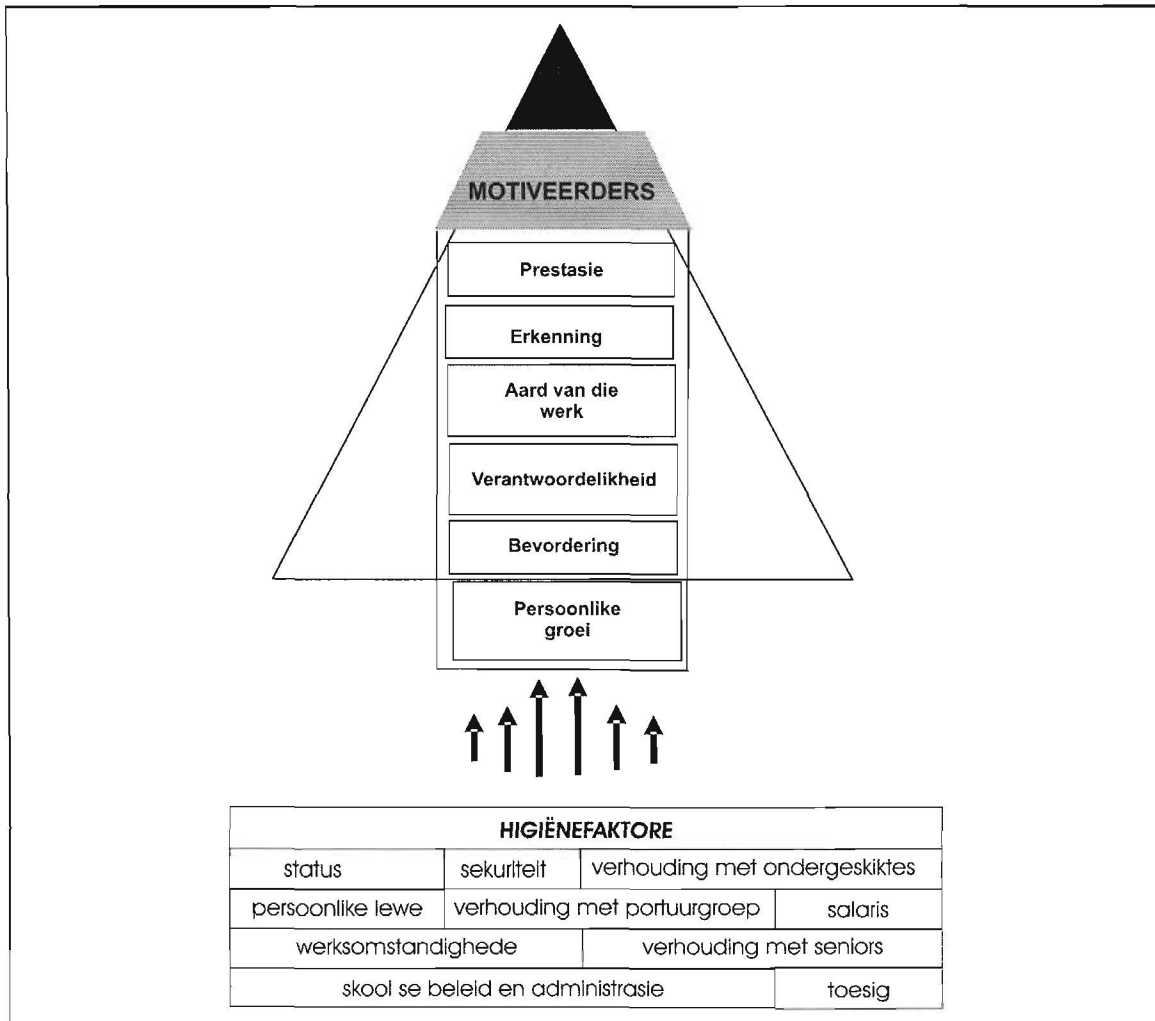 MOTIVEERDERS
Prestasie
Erkenning
Aard van die
werk
Verantwoordelikheid
Bevordering
Persoonlike
groei
HIGIËNEFAKTORE
status sekuriteit verhouding met ondergeskiktes
persoonlike lewe verhouding met portuurgroep salaris
werksomstandighede verhouding met seniors
skool se beleid en administrasie toesig